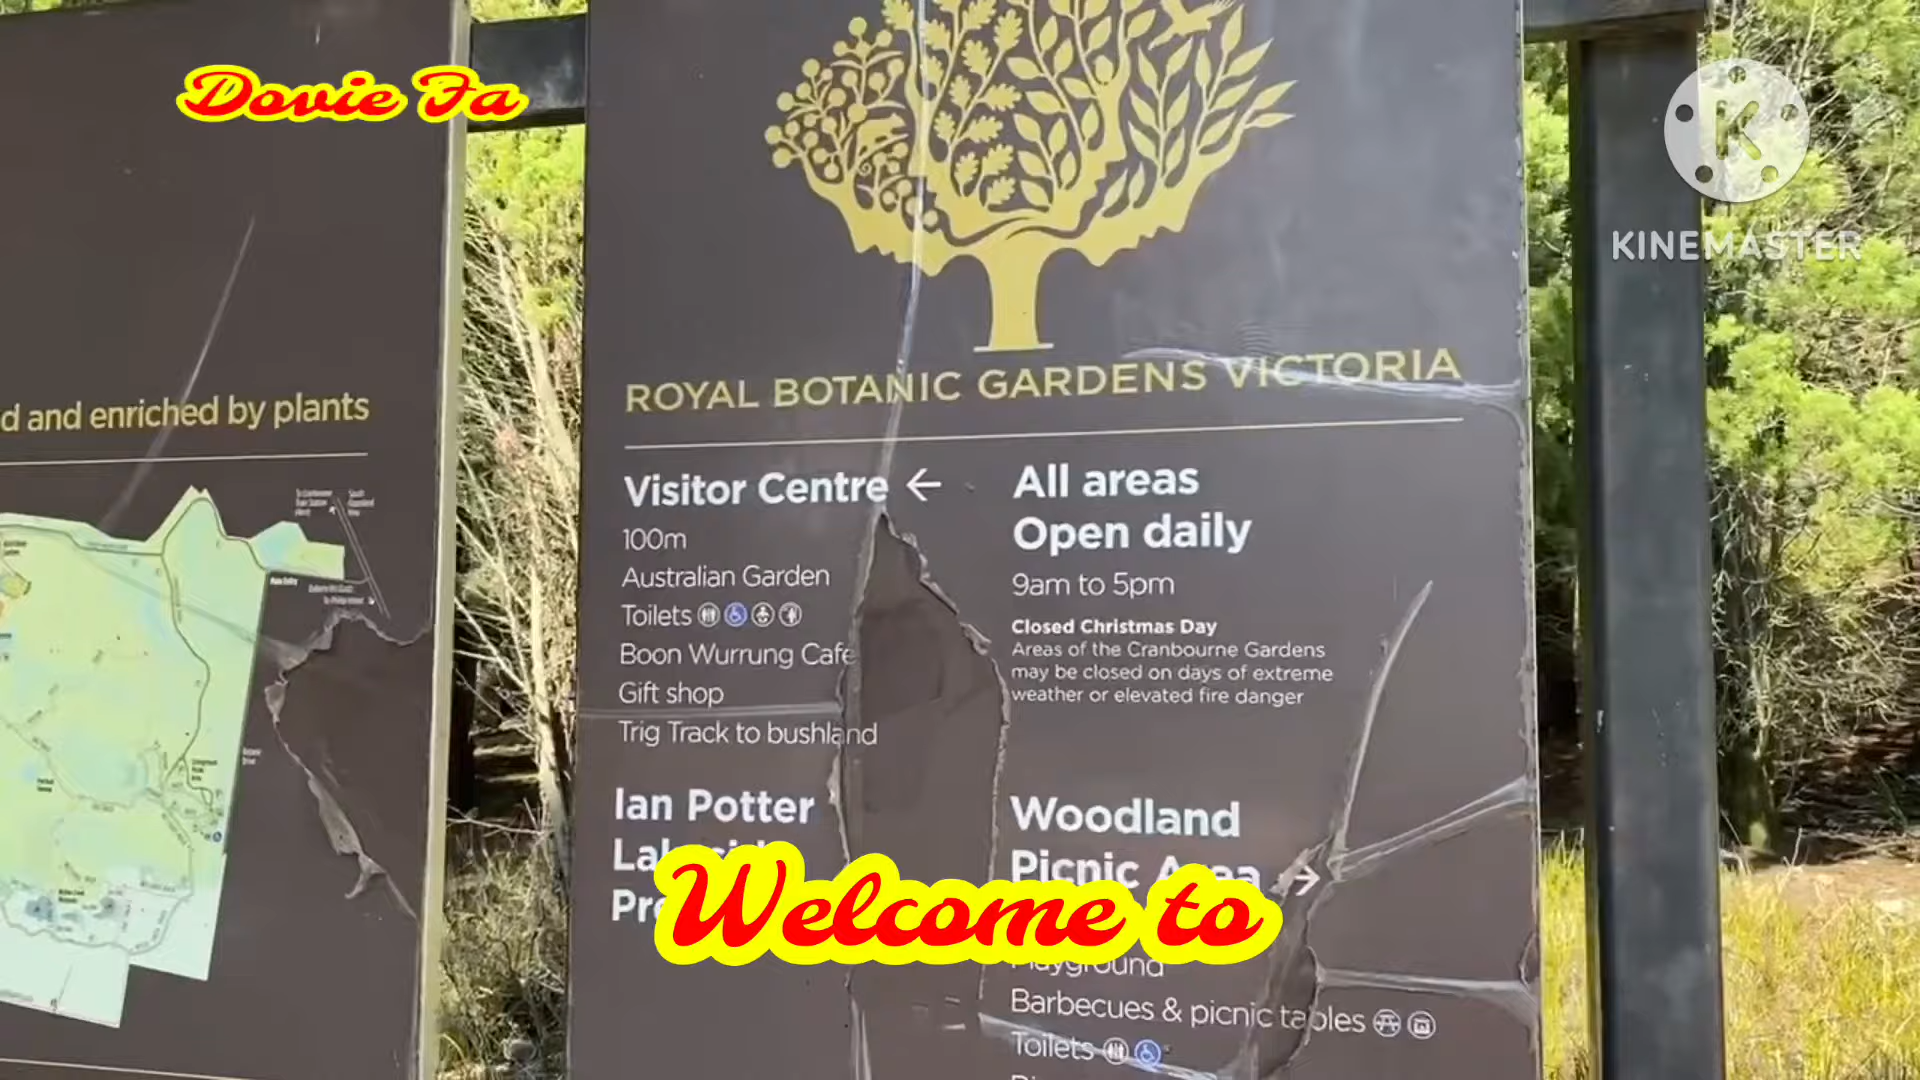 Dovie Fa
KINEMASTER
d and enriched by plants
ROYAL BOTANIC GARDENS VICTORIA
Visitor Centre ←
100m
Australian Garden
Toilets
Boon Wurrung Cafe
Gift shop
Trig Track to bushland
Ian Potter
All areas
Open daily
9am to 5pm
Closed Christmas Day
Areas of the Cranbourne Gardens
may be closed on days of extreme
weather or elevated fire danger
Woodland
Picnic Area →
Playground
Barbecues & picnic tables
Toilets
Welcome to